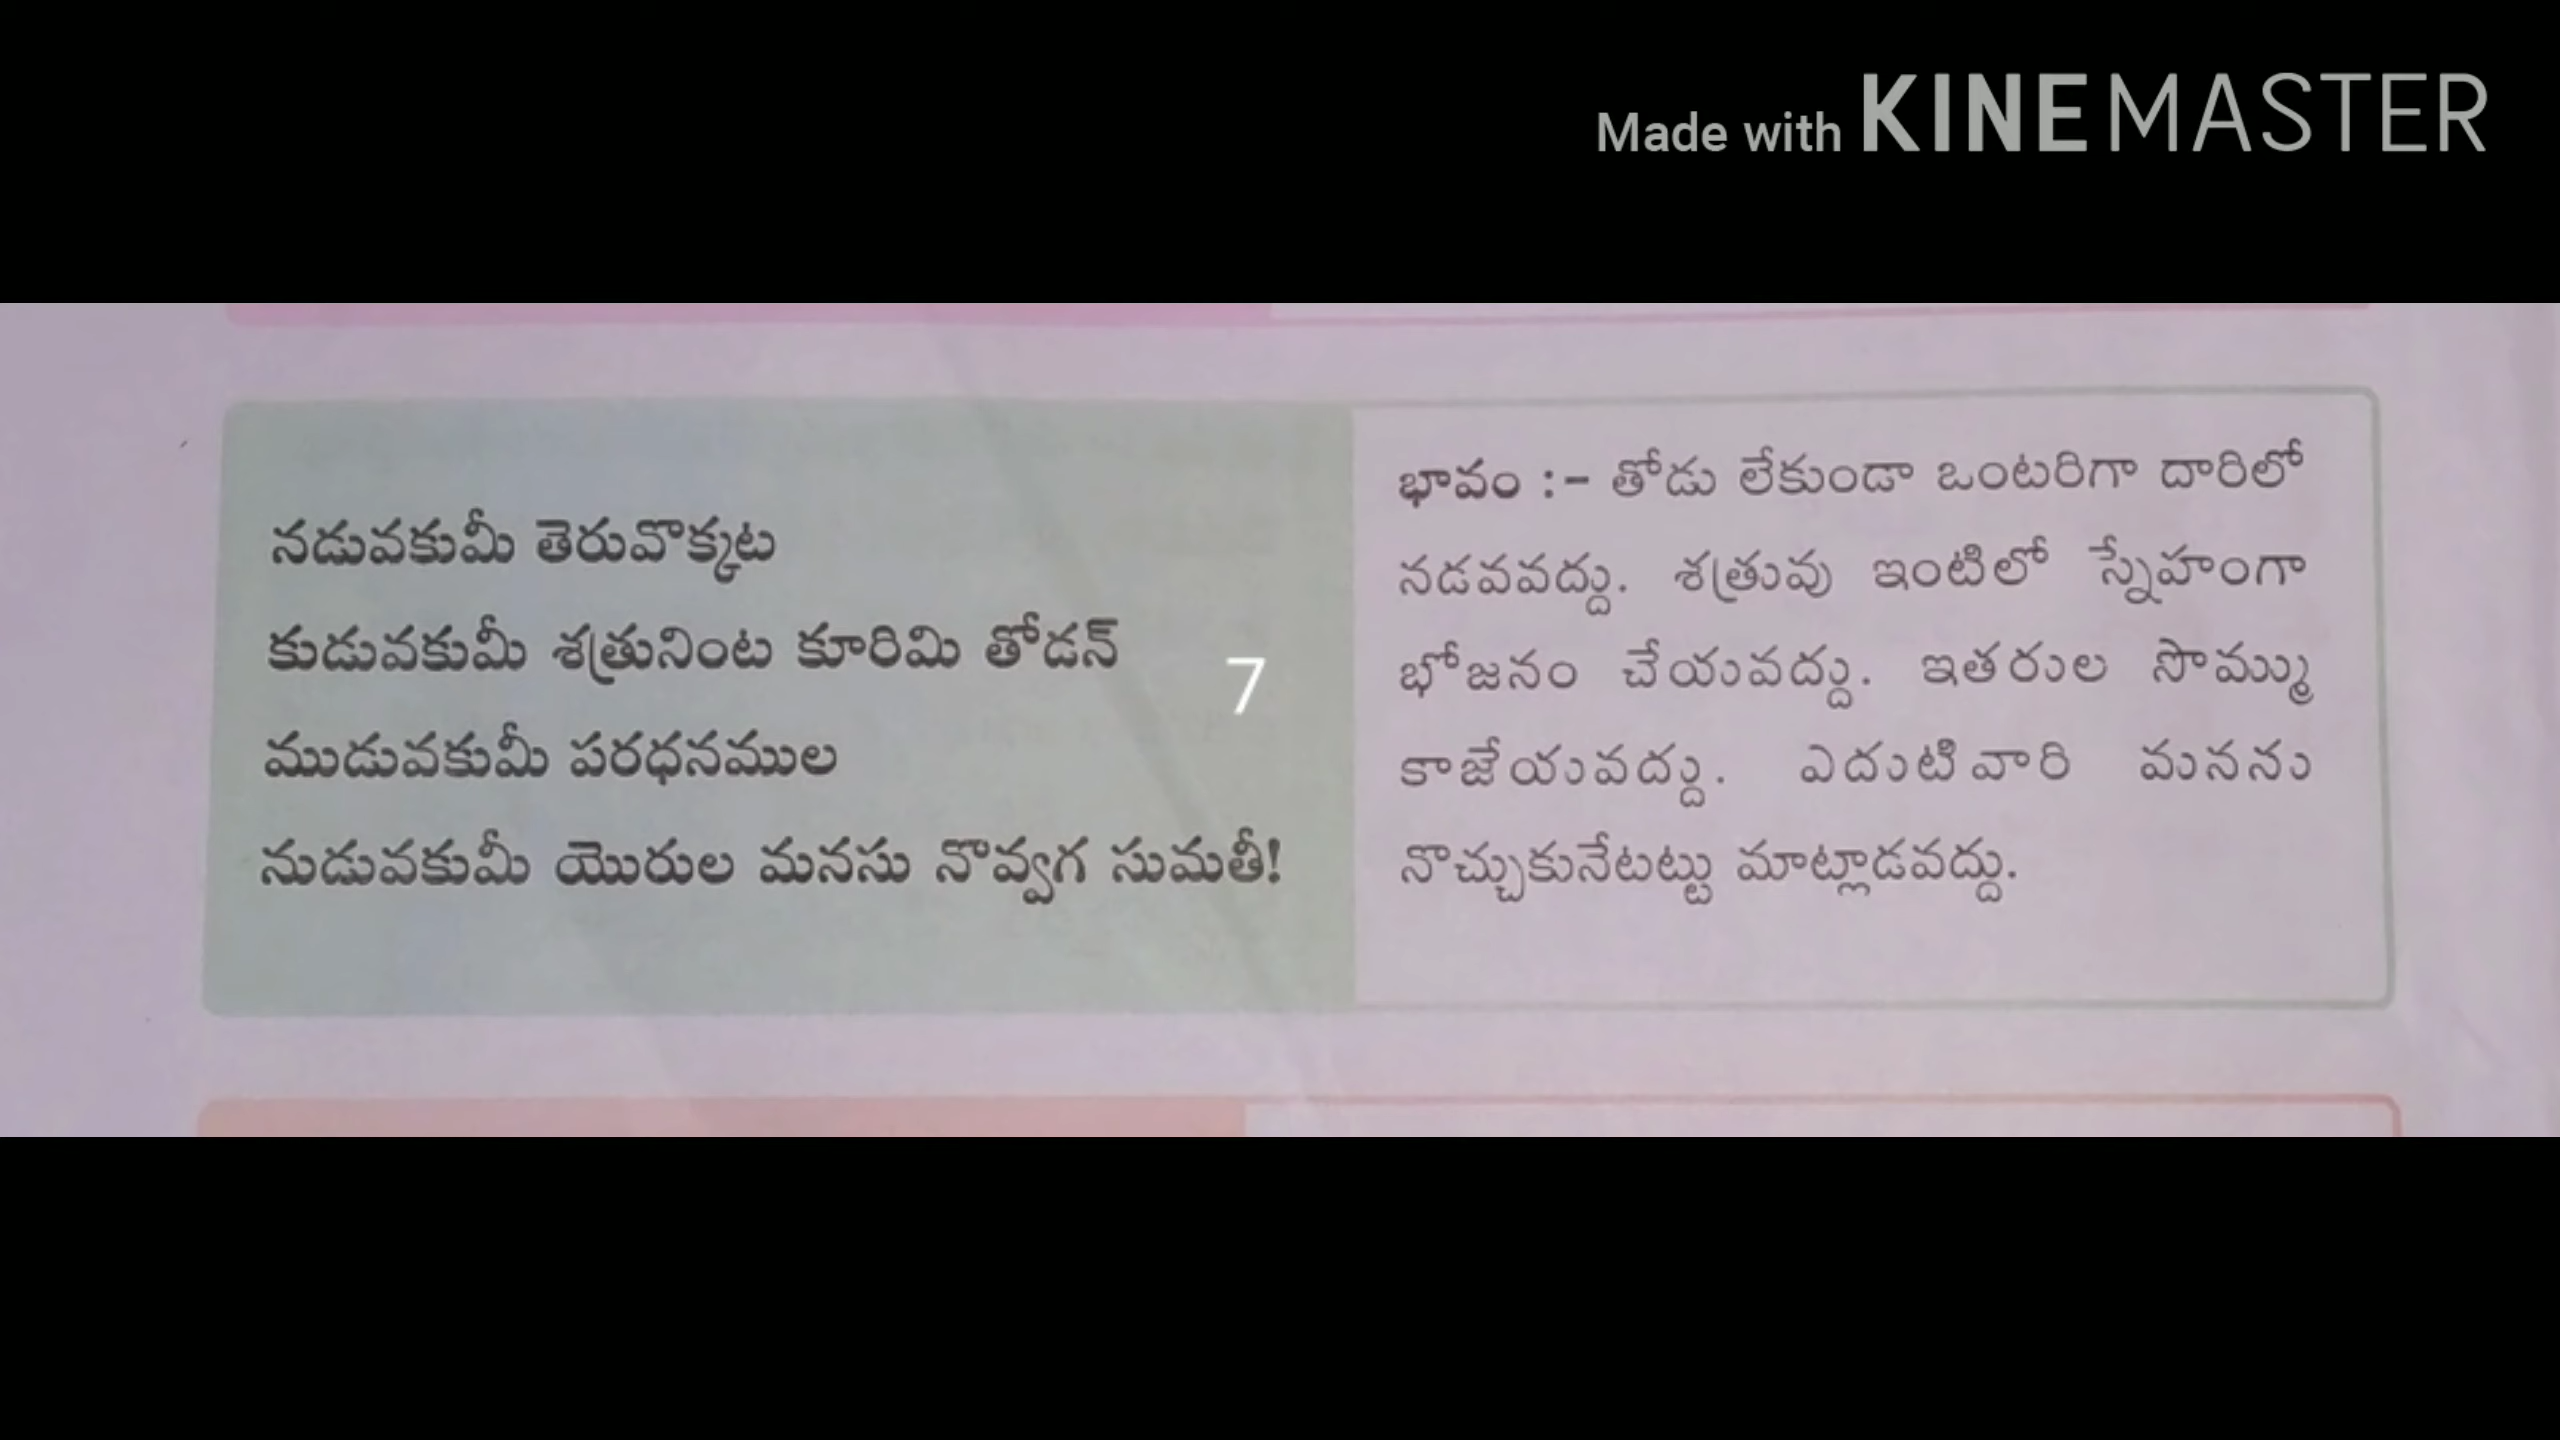 Made with KINEMASTER
నడువకుమీ తెరువొక్కట
కుడువకుమీ శత్రునింట కూరిమి తోడన్
ముడువకుమీ పరధనముల
నుడువకుమీ యొరుల మనసు నొవ్వగ సుమతీ!
7
భావం :- తోడు లేకుండా ఒంటరిగా దారిలో
నడవవద్దు. శత్రువు ఇంటిలో స్నేహంగా
భోజనం చేయవద్దు. ఇతరుల సొమ్ము
కాజేయవద్దు. ఎదుటివారి మనను
నొచ్చుకునేటట్టు మాట్లాడవద్దు.